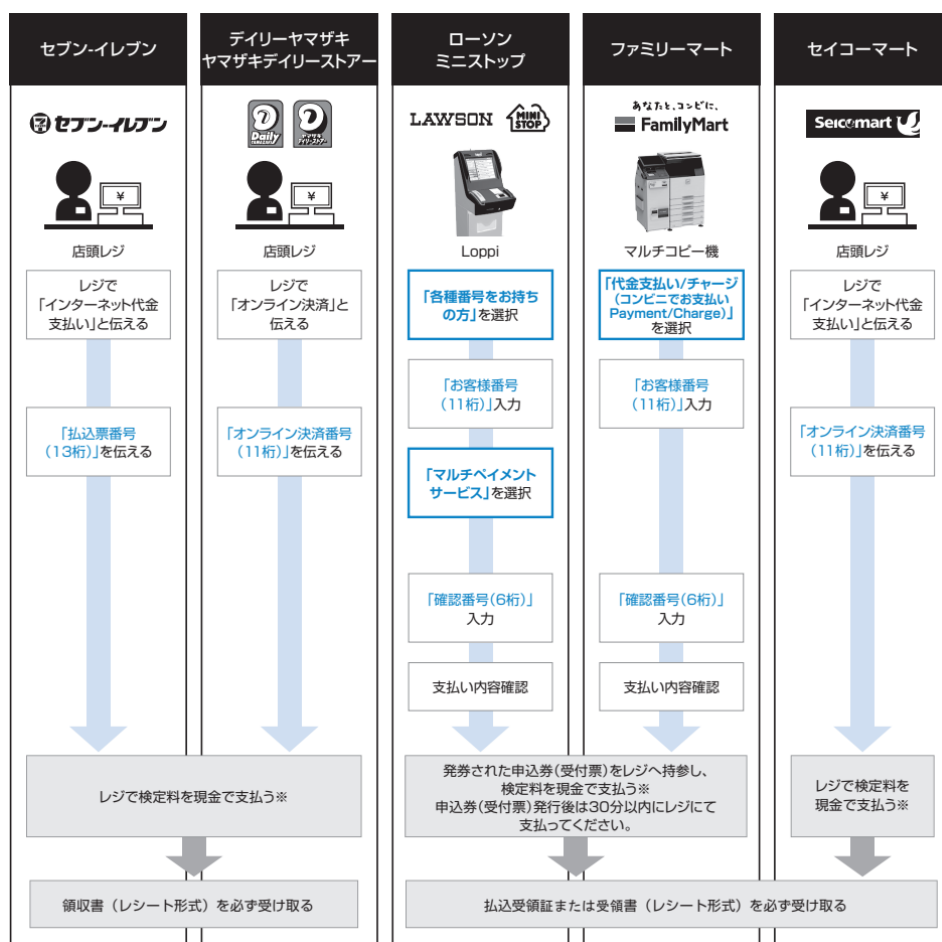 セブン-イレブン
デイリーヤマザキ
ヤマザキデイリーストアー
ローソン
ミニストップ
ファミリーマート
セイコーマート
セブン-イレブン
Daily
ヤマザキ
デイリーストアー
LAWSON
MINI
STOP
あなたと、コンビに、
FamilyMart
Seicomart
¥
¥
¥
店頭レジ
店頭レジ
Loppi
マルチコピー機
店頭レジ
レジで
「インターネット代金
支払い」と伝える
レジで
「オンライン決済」と
伝える
「各種番号をお持ち
の方」を選択
「代金支払い/チャージ
(コンビニでお支払い
Payment/Charge)」
を選択
レジで
「インターネット代金
支払い」と伝える
「お客様番号
(11桁)」入力
「お客様番号
(11桁)」入力
「払込票番号
(13桁)」を伝える
「オンライン決済番号
(11桁)」を伝える
「オンライン決済番号
(11桁)」を伝える
「マルチペイメント
サービス」を選択
「確認番号(6桁)」
入力
「確認番号(6桁)」
入力
支払い内容確認
支払い内容確認
レジで検定料を現金で支払う※
発券された申込券(受付票)をレジへ持参し、
検定料を現金で支払う※
申込券(受付票)発行後は30分以内にレジにて
支払ってください。
レジで検定料を
現金で支払う※
領収書（レシート形式）を必ず受け取る
払込受領証または受領書（レシート形式）を必ず受け取る